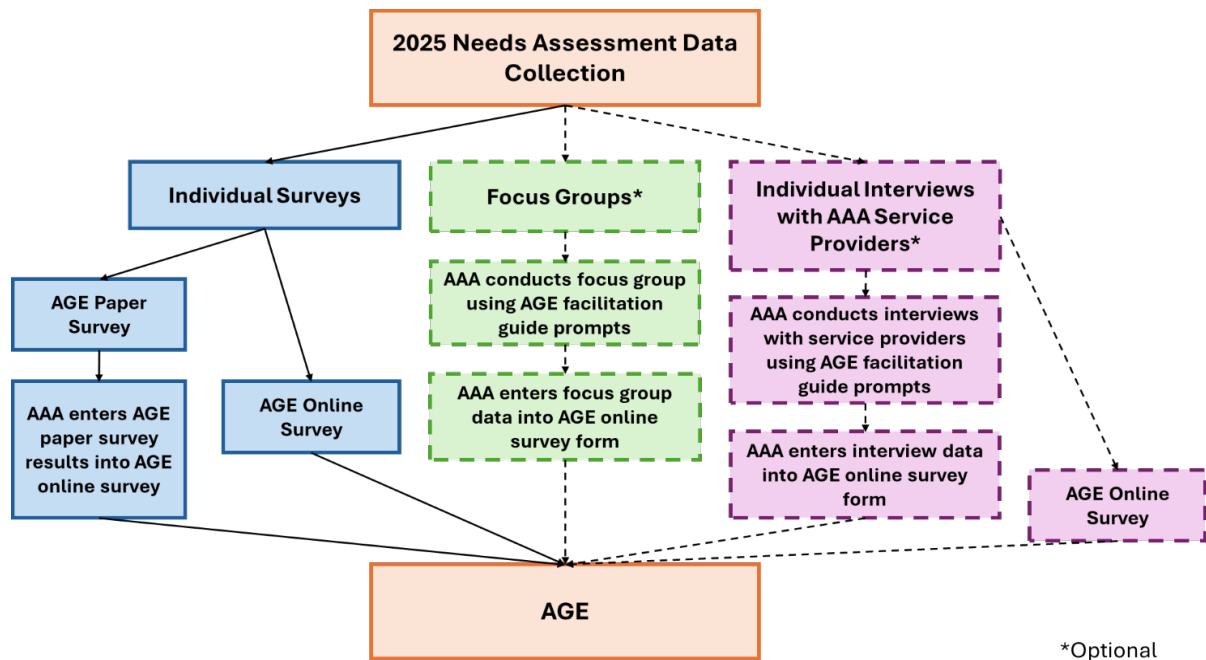 2025 Needs Assessment Data
Collection
Individual Surveys
Focus Groups*
Individual Interviews
with AAA Service
Providers*
AGE Paper
Survey
AAA enters AGE
paper survey
results into AGE
online survey
AGE Online
Survey
AAA conducts focus group
using AGE facilitation
guide prompts
AAA enters focus group
data into AGE online
survey form
AAA conducts interviews
with service providers
using AGE facilitation
guide prompts
AAA enters interview data
into AGE online survey
form
AGE Online
Survey
AGE
*Optional